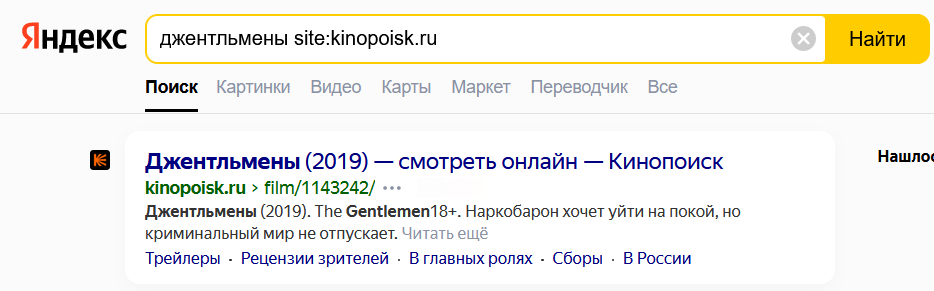 Яндекс
джентльмены site:kinopoisk.ru
Найти
Поиск Картинки Видео Карты Маркет Переводчик Все
Джентльмены (2019) — смотреть онлайн — Кинопоиск
kinopoisk.ru › film/1143242/ •••
Джентльмены (2019). The Gentlemen18+. Наркобарон хочет уйти на покой, но
криминальный мир не отпускает. Читать ещё
Трейлеры · Рецензии зрителей · В главных ролях · Сборы · В России
Нашлос